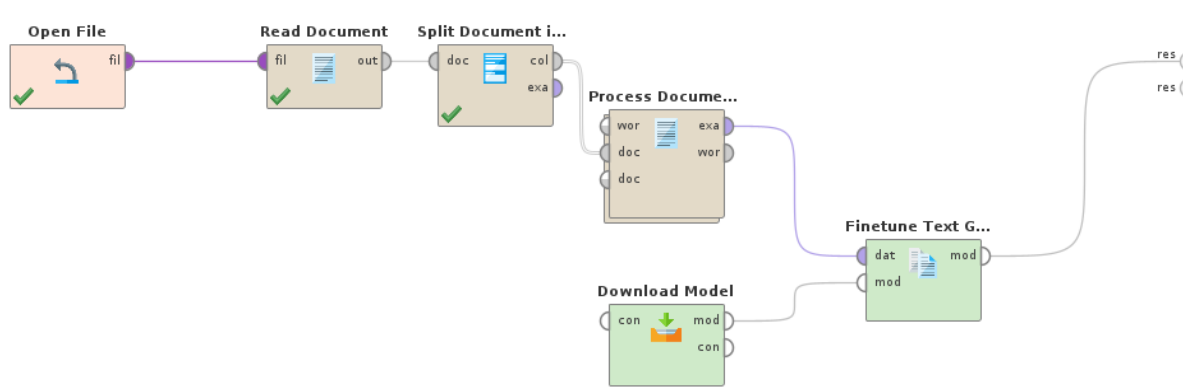 Open File
fil
Read Document
fil out
Split Document i...
doc col
exa
Process Docume...
wor exa
doc wor
doc
Finetune Text G...
dat mod
mod
Download Model
con mod
con
res
res